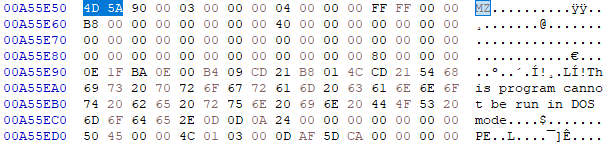 00A55E50 4D 5A 90 00 03 00 00 00 04 00 00 00 FF FF 00 00 MZ..........ÿÿ..
00A55E60 B8 00 00 00 00 00 00 00 40 00 00 00 00 00 00 00 ¸.......@.......
00A55E70 00 00 00 00 00 00 00 00 00 00 00 00 00 00 00 00 ................
00A55E80 00 00 00 00 00 00 00 00 00 00 00 00 80 00 00 00 ............€...
00A55E90 0E 1F BA 0E 00 B4 09 CD 21 B8 01 4C CD 21 54 68 ..º..´.Í!¸.LÍ!Th
00A55EA0 69 73 20 70 72 6F 67 72 61 6D 20 63 61 6E 6E 6F is program canno
00A55EB0 74 20 62 65 20 72 75 6E 20 69 6E 20 44 4F 53 20 t be run in DOS
00A55EC0 6D 6F 64 65 2E 0D 0D 0A 24 00 00 00 00 00 00 00 mode....$.......
00A55ED0 50 45 00 00 4C 01 03 00 0D AF 5D CA 00 00 00 00 PE..L....¯]Ê....